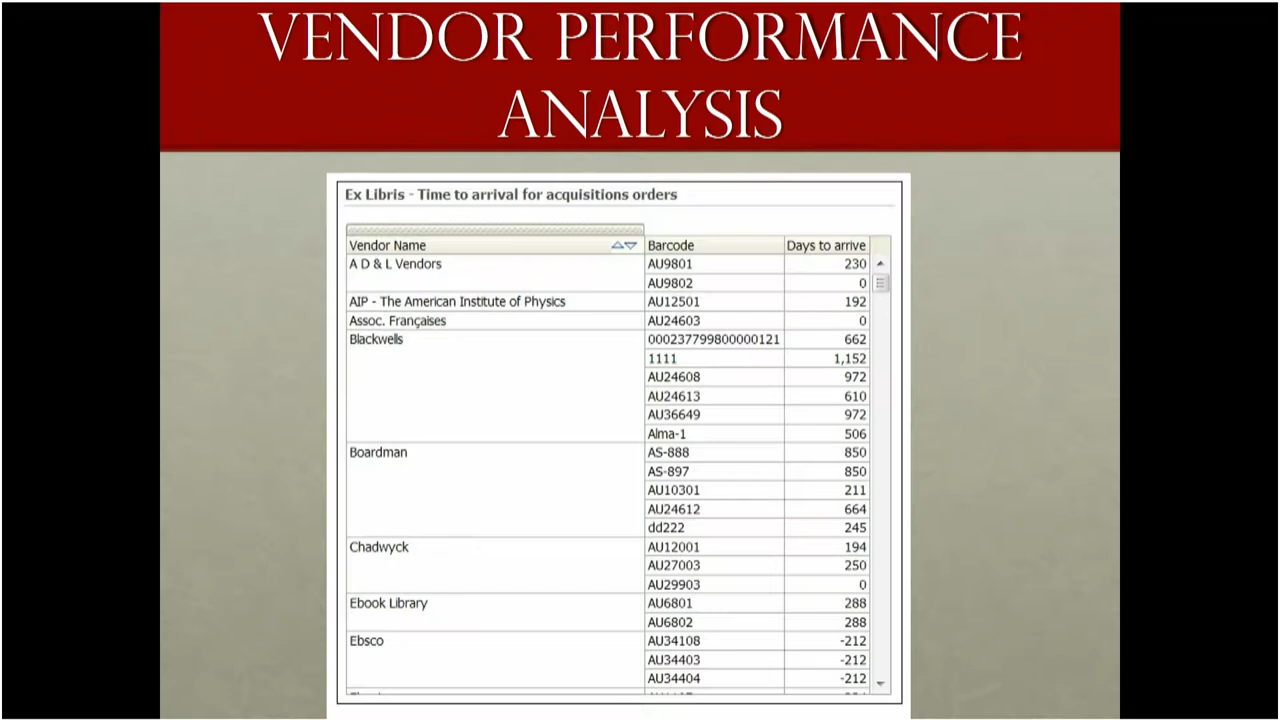 VENDOR PERFORMANCE
ANALYSIS
Ex Libris - Time to arrival for acquisitions orders
Vendor Name Barcode Days to arrive
A D & L Vendors AU9801 230
AU9802 0
AIP - The American Institute of Physics AU12501 192
Assoc. Françaises AU24603 0
Blackwells 000237799800000121 662
1111 1,152
AU24608 972
AU24613 610
AU36649 972
Alma-1 506
Boardman AS-888 850
AS-897 850
AU10301 211
AU24612 664
dd222 245
Chadwyck AU12001 194
AU27003 250
AU29903 0
Ebook Library AU6801 288
AU6802 288
Ebsco AU34108 -212
AU34403 -212
AU34404 -212